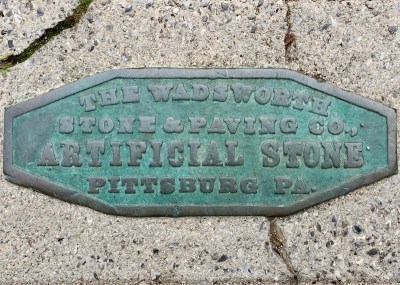 THE WADSWORTH
STONE & PAVING CO.,
ARTIFICIAL STONE
PITTSBURG PA.